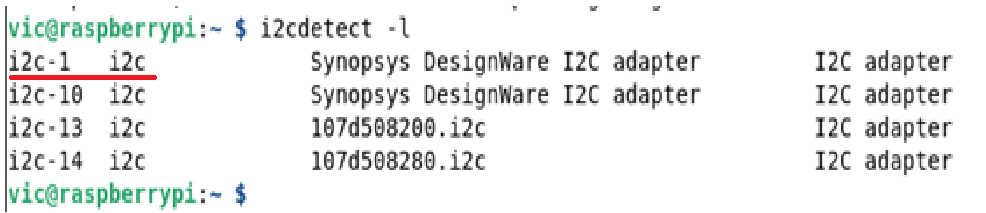 vic@raspberrypi:~ $ i2cdetect -l
i2c-1 i2c Synopsys DesignWare I2C adapter I2C adapter
i2c-10 i2c Synopsys DesignWare I2C adapter I2C adapter
i2c-13 i2c 107d508200.i2c I2C adapter
i2c-14 i2c 107d508280.i2c I2C adapter
vic@raspberrypi:~ $